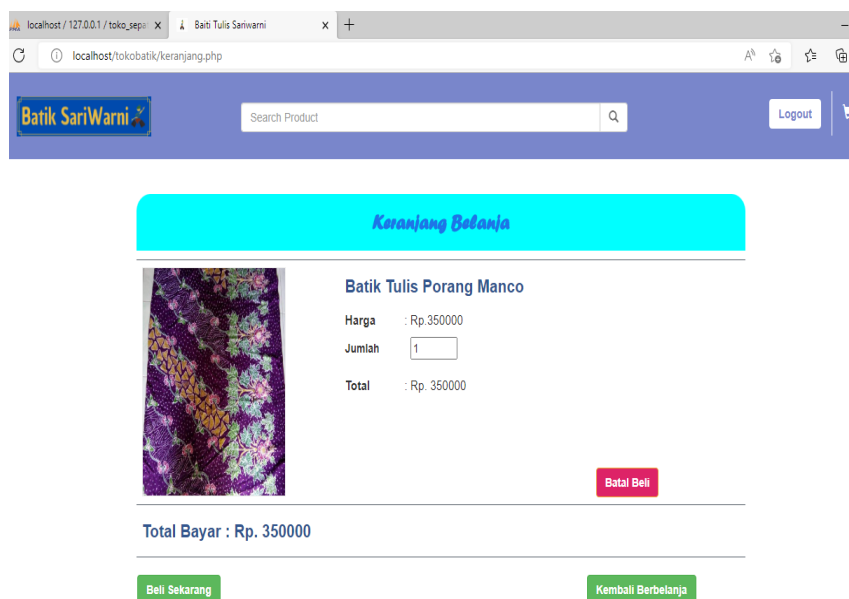 localhost / 127.0.0.1 / toko_sepa
Baiti Tulis Sariwarni
localhost/tokobatik/keranjang.php
Batik SariWarni
Search Product
Logout
Keranjang Belanja
Batik Tulis Porang Manco
Harga : Rp.350000
Jumlah 1
Total : Rp. 350000
Batal Beli
Total Bayar : Rp. 350000
Beli Sekarang
Kembali Berbelanja